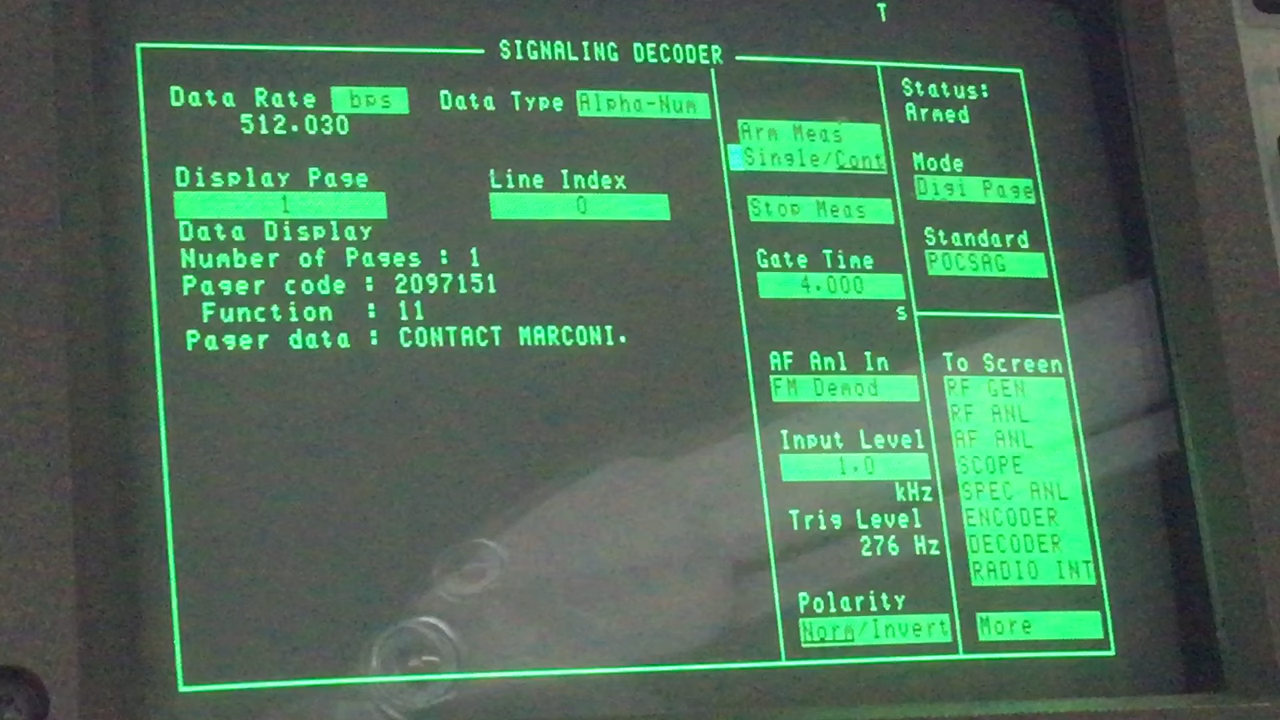 T
SIGNALING DECODER
Data Rate bps Data Type Alpha-Num
512.030
Display Page Line Index
1 0
Data Display
Number of Pages : 1
Pager code : 2097151
Function : 11
Pager data : CONTACT MARCONI.
Arm Meas
Single/Cont
Stop Meas
Gate Time
4.000
s
AF Anl In
FM Demod
Input Level
1.0
kHz
Trig Level
276 Hz
Polarity
Norm/Invert
Status:
Armed
Mode
Digi Page
Standard
POCSAG
To Screen
RF GEN
RF ANL
AF ANL
SCOPE
SPEC ANL
ENCODER
DECODER
RADIO INT
More